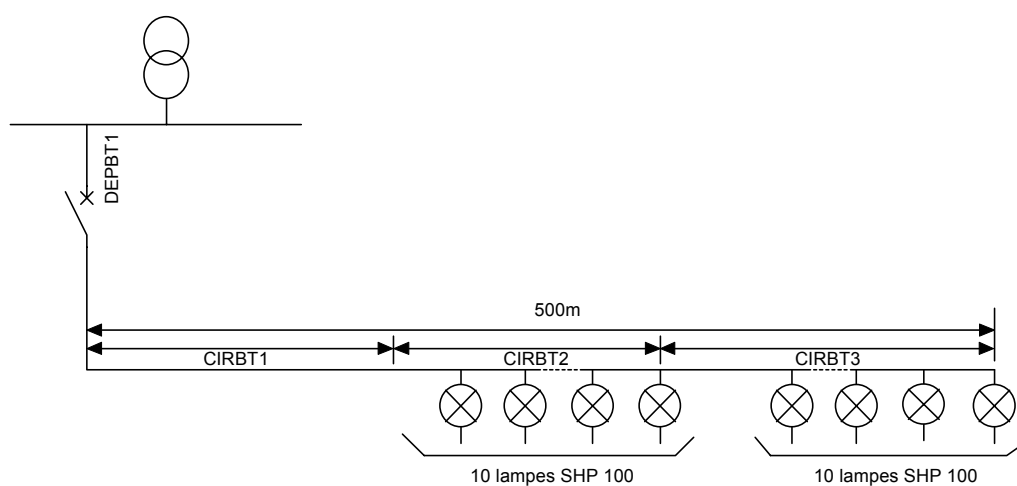 DEPBT1
500m
CIRBT1
CIRBT2
CIRBT3
10 lampes SHP 100
10 lampes SHP 100